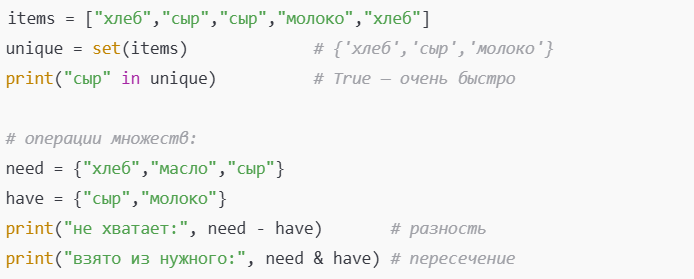 items = ["хлеб","сыр","сыр","молоко","хлеб"]
unique = set(items)             # {'хлеб','сыр','молоко'}
print("сыр" in unique)          # True — очень быстро

# операции множеств:
need = {"хлеб","масло","сыр"}
have = {"сыр","молоко"}
print("не хватает:", need - have)       # разность
print("взято из нужного:", need & have) # пересечение